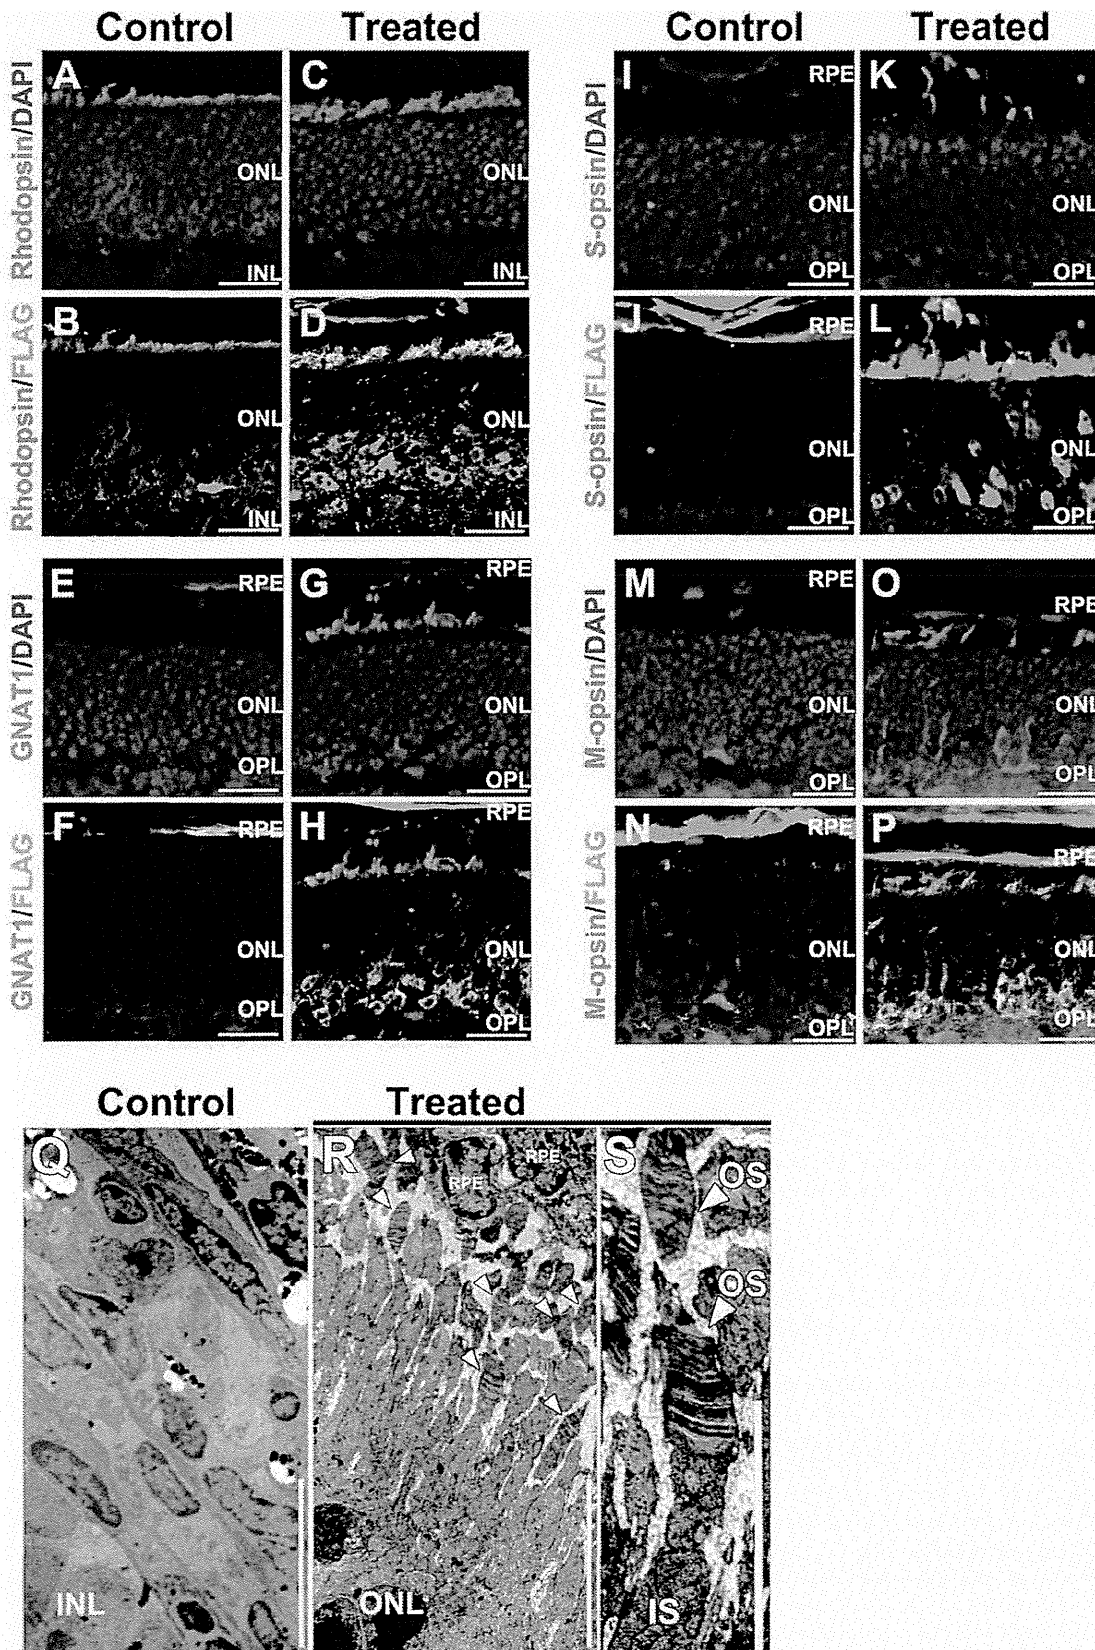 Control Treated Control Treated
Rhodopsin/DAPI
A
ONL
INL
C
ONL
INL
S-opsin/DAPI
I
RPE
ONL
OPL
K
ONL
OPL
Rhodopsin/FLAG
B
ONL
INL
D
ONL
INL
S-opsin/FLAG
J
RPE
ONL
OPL
L
ONL
OPL
GNAT1/DAPI
E
RPE
ONL
OPL
G
RPE
ONL
OPL
M-opsin/DAPI
M
RPE
ONL
OPL
O
RPE
ONL
OPL
GNAT1/FLAG
F
RPE
ONL
OPL
H
RPE
ONL
OPL
M-opsin/FLAG
N
RPE
ONL
OPL
P
RPE
ONL
OPL
Control Treated
Q
INL
R
RPE
RPE
ONL
S
OS
OS
IS